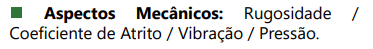 ■ Aspectos Mecânicos: Rugosidade /
Coeficiente de Atrito / Vibração / Pressão.